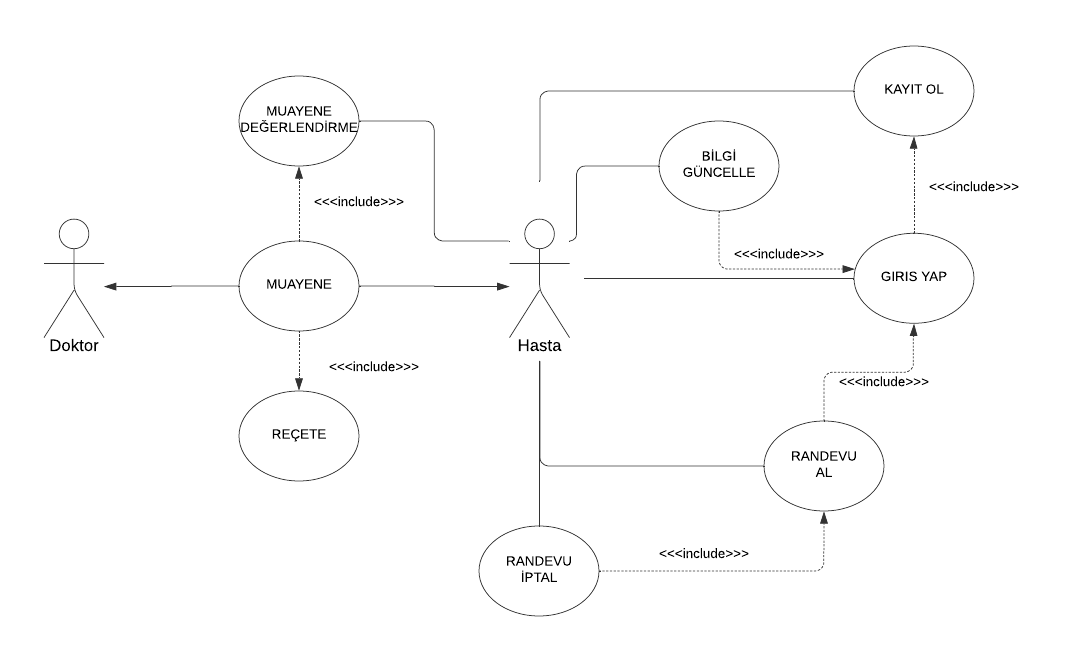 KAYIT OL
MUAYENE
DEĞERLENDİRME
BİLGİ
GÜNCELLE
<<<include>>>
<<<include>>>
<<<include>>>
MUAYENE
GIRIS YAP
Doktor
Hasta
<<<include>>>
<<<include>>>
REÇETE
RANDEVU
AL
<<<include>>>
RANDEVU
İPTAL